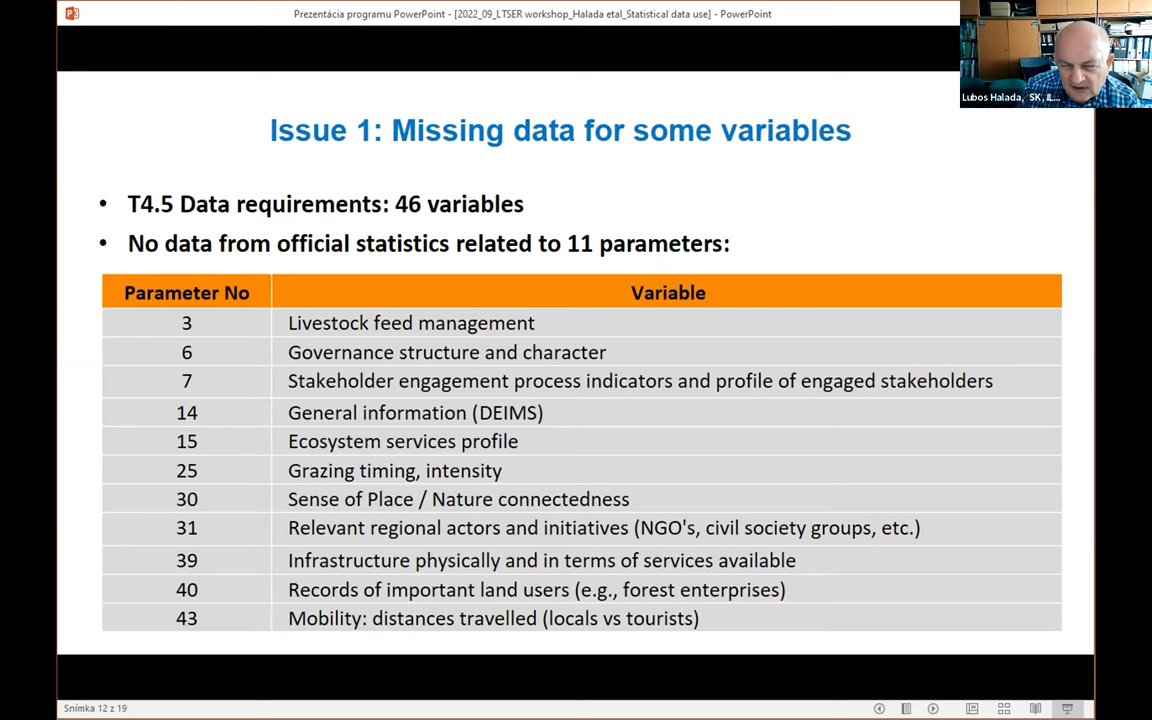 Prezentácia programu PowerPoint - [2022_09_LTSER workshop_Halada etal_Statistical data use] - PowerPoint
Lubos Halada, SK, IL...
Issue 1: Missing data for some variables
• T4.5 Data requirements: 46 variables
• No data from official statistics related to 11 parameters:
Parameter No Variable
3 Livestock feed management
6 Governance structure and character
7 Stakeholder engagement process indicators and profile of engaged stakeholders
14 General information (DEIMS)
15 Ecosystem services profile
25 Grazing timing, intensity
30 Sense of Place / Nature connectedness
31 Relevant regional actors and initiatives (NGO's, civil society groups, etc.)
39 Infrastructure physically and in terms of services available
40 Records of important land users (e.g., forest enterprises)
43 Mobility: distances travelled (locals vs tourists)
Snímka 12 z 19